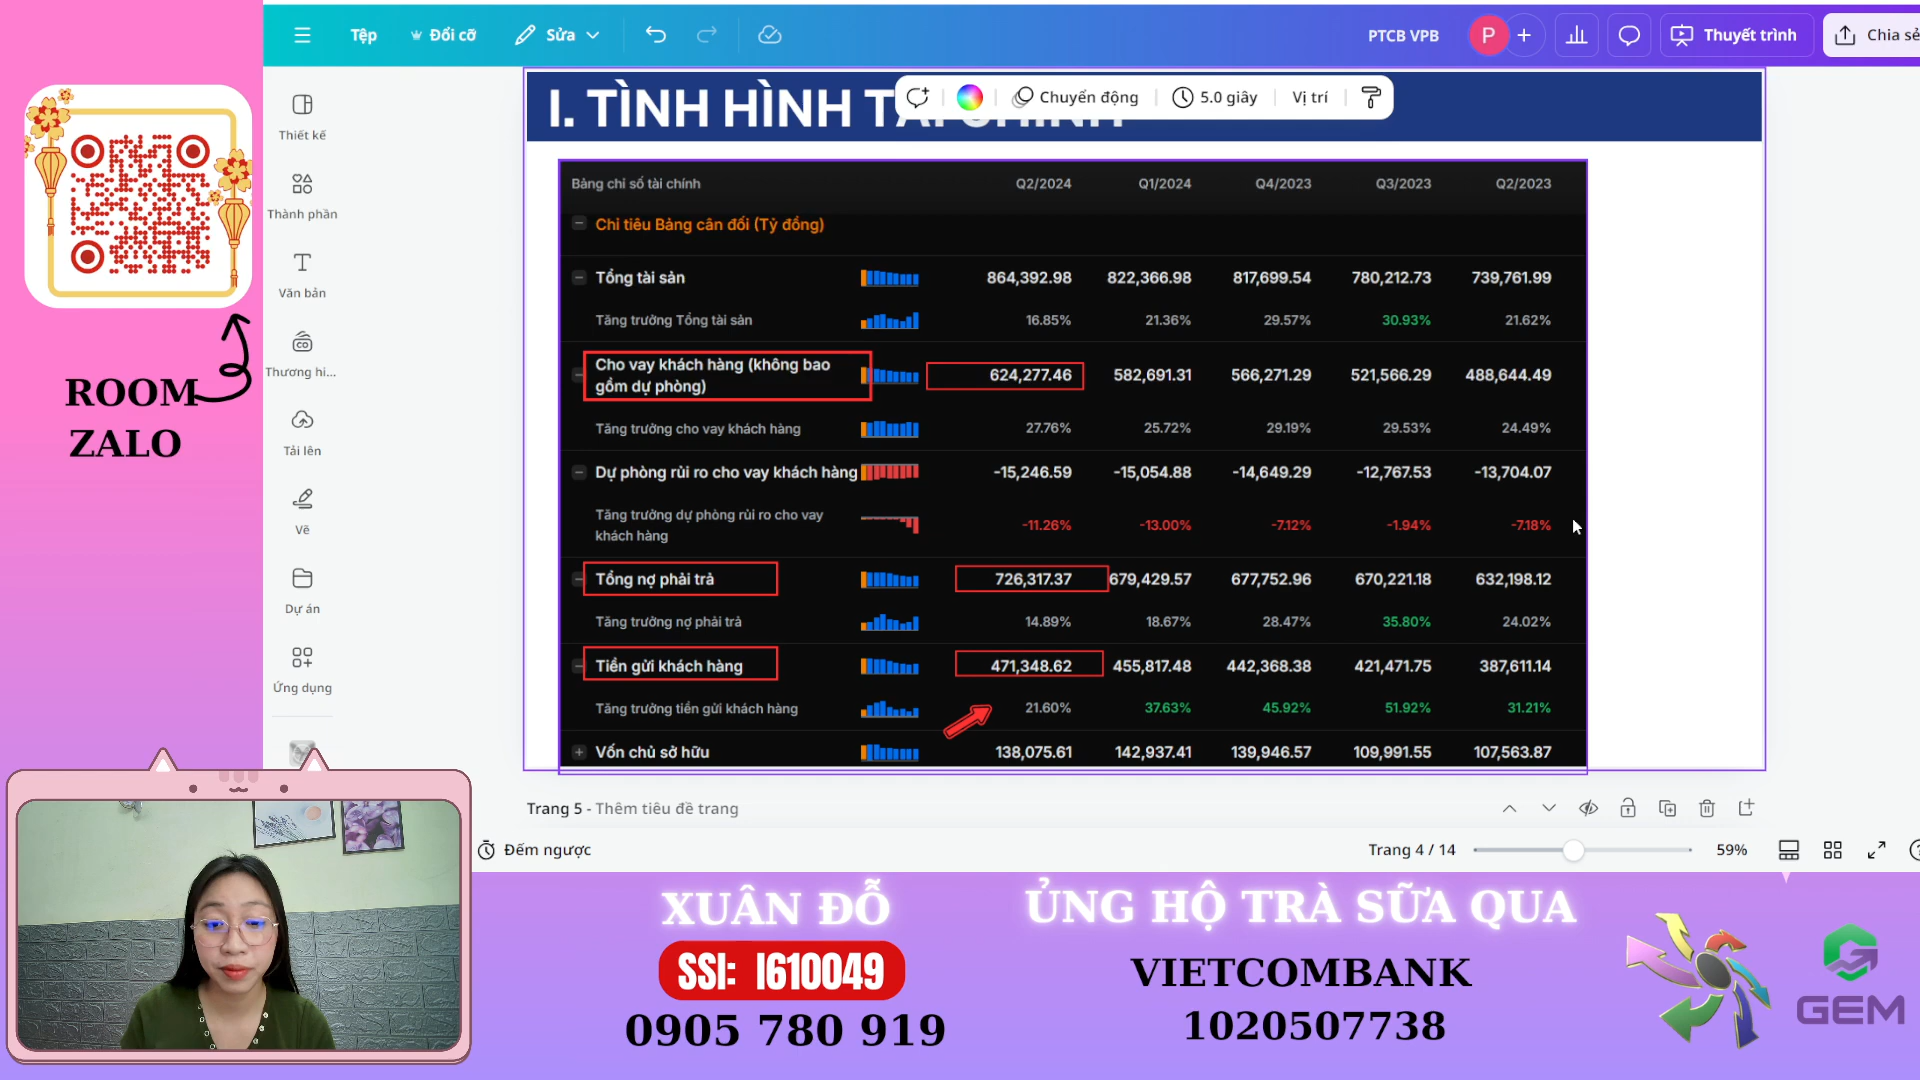 Tệp
Đổi cỡ
Sửa
PTCB VPB
P
Thuyết trình
Chia sẻ
Thiết kế
Thành phần
Văn bản
Thương hi...
Tải lên
Vẽ
Dự án
Ứng dụng
ROOM
ZALO
I. TÌNH HÌNH TÀI CHÍNH
Chuyển động
5.0 giây
Vị trí
Bảng chỉ số tài chính Q2/2024 Q1/2024 Q4/2023 Q3/2023 Q2/2023
Chỉ tiêu Bảng cân đối (Tỷ đồng)
Tổng tài sản 864,392.98 822,366.98 817,699.54 780,212.73 739,761.99
Tăng trưởng Tổng tài sản 16.85% 21.36% 29.57% 30.93% 21.62%
Cho vay khách hàng (không bao
gồm dự phòng) 624,277.46 582,691.31 566,271.29 521,566.29 488,644.49
Tăng trưởng cho vay khách hàng 27.76% 25.72% 29.19% 29.53% 24.49%
Dự phòng rủi ro cho vay khách hàng -15,246.59 -15,054.88 -14,649.29 -12,767.53 -13,704.07
Tăng trưởng dự phòng rủi ro cho vay
khách hàng -11.26% -13.00% -7.12% -1.94% -7.18%
Tổng nợ phải trả 726,317.37 679,429.57 677,752.96 670,221.18 632,198.12
Tăng trưởng nợ phải trả 14.89% 18.67% 28.47% 35.80% 24.02%
Tiền gửi khách hàng 471,348.62 455,817.48 442,368.38 421,471.75 387,611.14
Tăng trưởng tiền gửi khách hàng 21.60% 37.63% 45.92% 51.92% 31.21%
Vốn chủ sở hữu 138,075.61 142,937.41 139,946.57 109,991.55 107,563.87
Trang 5 - Thêm tiêu đề trang
Đếm ngược
Trang 4 / 14
59%
XUÂN ĐỖ
SSI: I610049
0905 780 919
ỦNG HỘ TRÀ SỮA QUA
VIETCOMBANK
1020507738
GEM